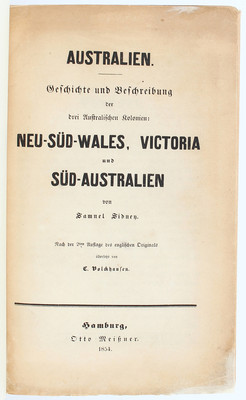 AUSTRALIEN.
Geschichte und Beschreibung
der
drei Australischen Kolonien:
NEU-SÜD-WALES, VICTORIA
und
SÜD-AUSTRALIEN
von
Samuel Sidney.
Nach der 2ten Auflage des englischen Originals
übersetzt von
C. Volckhausen.
Hamburg,
Otto Meißner.
1854.